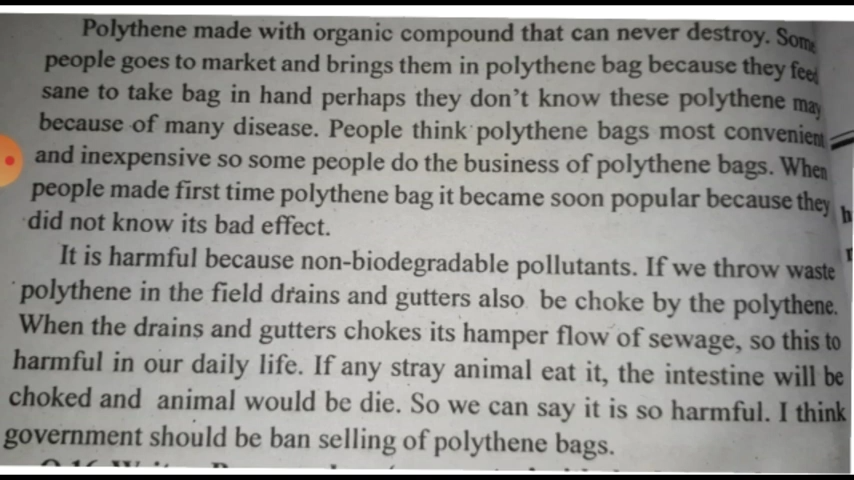 Polythene made with organic compound that can never destroy. Some
people goes to market and brings them in polythene bag because they feel
sane to take bag in hand perhaps they don't know these polythene may
because of many disease. People think polythene bags most convenient
and inexpensive so some people do the business of polythene bags. When
people made first time polythene bag it became soon popular because they
did not know its bad effect.
It is harmful because non-biodegradable pollutants. If we throw waste
polythene in the field drains and gutters also be choke by the polythene.
When the drains and gutters chokes its hamper flow of sewage, so this to
harmful in our daily life. If any stray animal eat it, the intestine will be
choked and animal would be die. So we can say it is so harmful. I think
government should be ban selling of polythene bags.